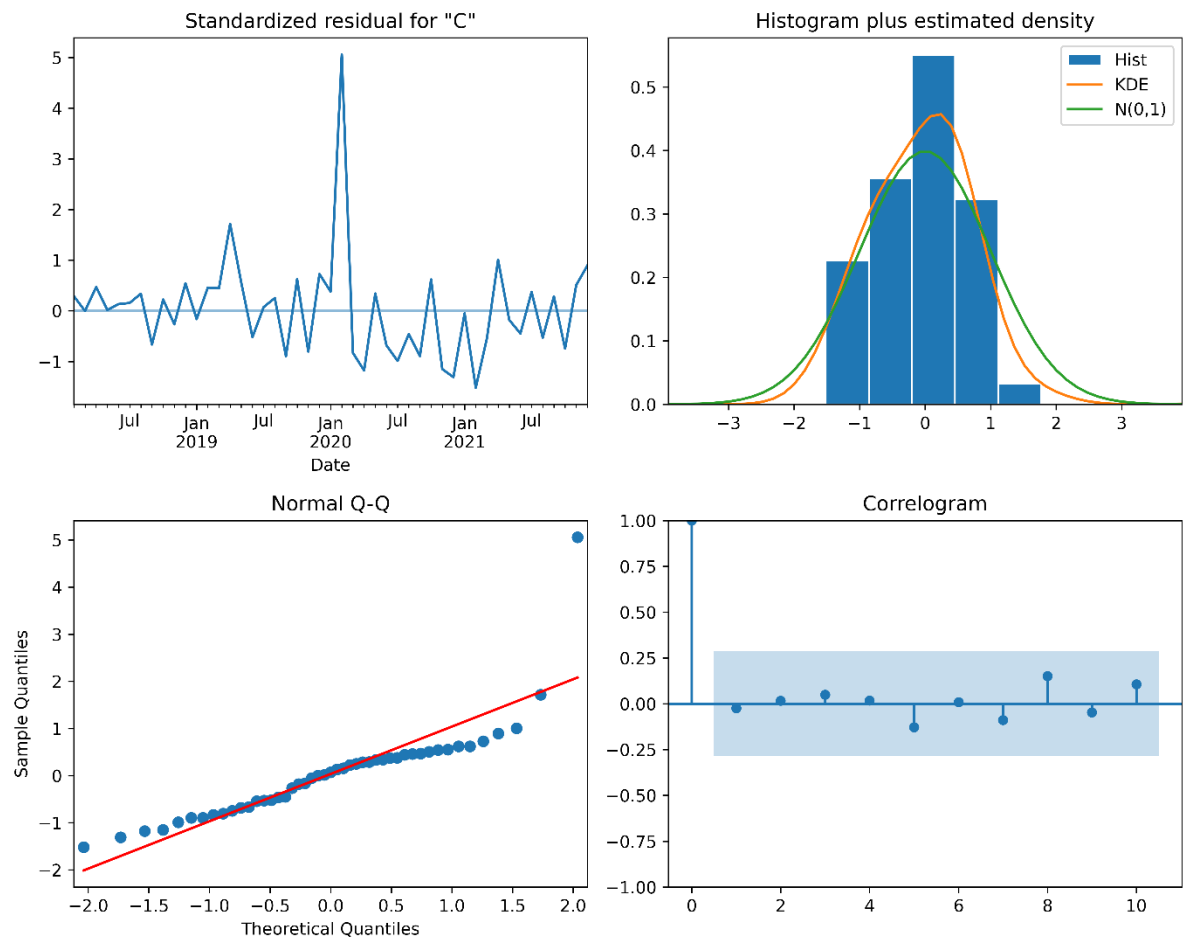 Standardized residual for "C"
5
4
3
2
1
0
−1
Jul Jan Jul Jan Jul Jan Jul
2019 2020 2021
Date
Histogram plus estimated density
Hist
KDE
N(0,1)
0.5
0.4
0.3
0.2
0.1
0.0
−3 −2 −1 0 1 2 3
Normal Q-Q
Sample Quantiles
5
4
3
2
1
0
−1
−2
−2.0 −1.5 −1.0 −0.5 0.0 0.5 1.0 1.5 2.0
Theoretical Quantiles
Correlogram
1.00
0.75
0.50
0.25
0.00
−0.25
−0.50
−0.75
−1.00
0 2 4 6 8 10